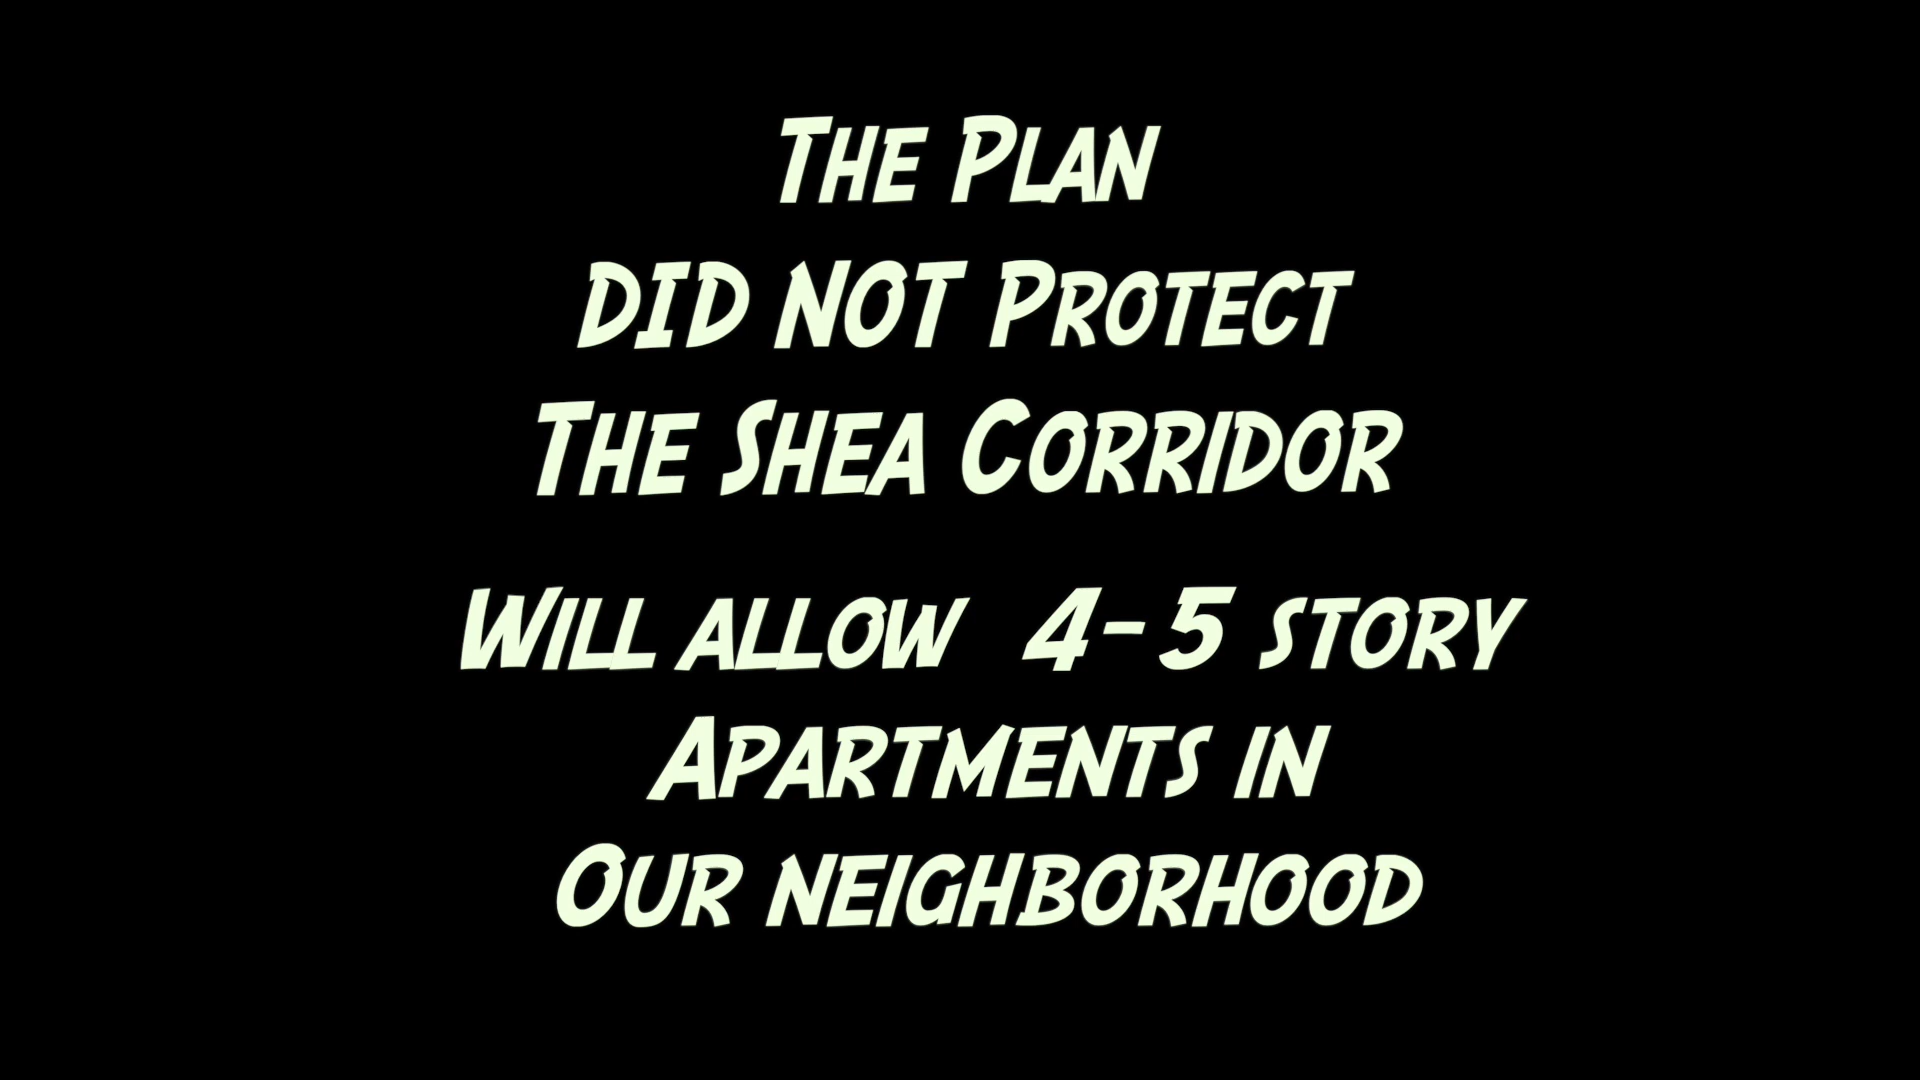 The Plan
DID NOT Protect
The Shea Corridor
Will allow 4-5 story
Apartments in
Our neighborhood